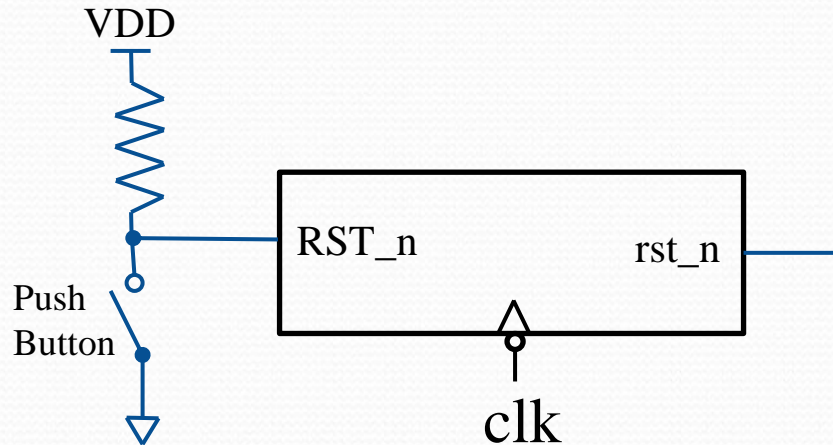 VDD
RST_n
rst_n
Push
Button
clk